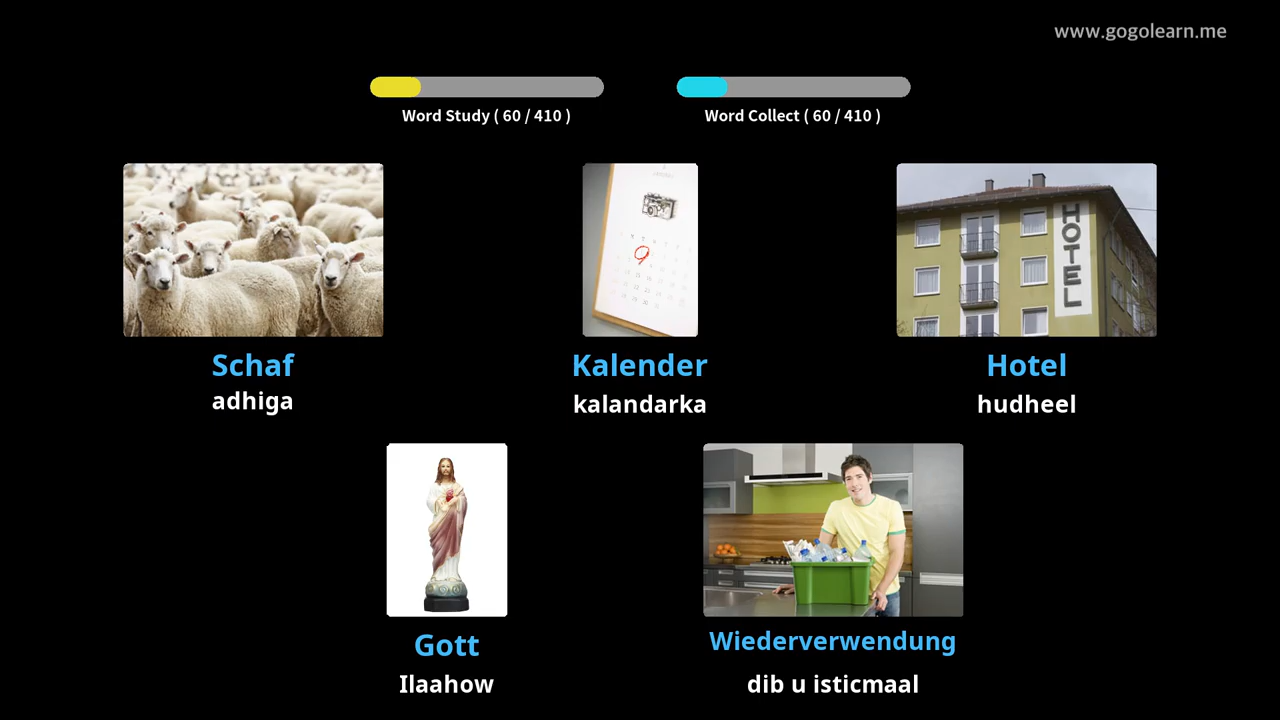 www.gogolearn.me
Word Study ( 60 / 410 )
Word Collect ( 60 / 410 )
HOTEL
Schaf
Kalender
Hotel
adhiga
kalandarka
hudheel
Gott
Wiederverwendung
Ilaahow
dib u isticmaal